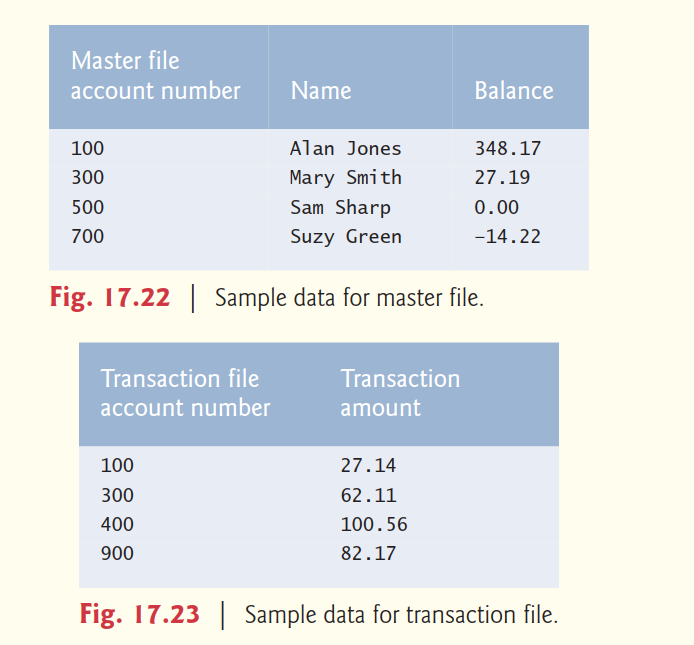 Master file
account number Name Balance
100 Alan Jones 348.17
300 Mary Smith 27.19
500 Sam Sharp 0.00
700 Suzy Green −14.22
Fig. 17.22 | Sample data for master file.
Transaction file Transaction
account number amount
100 27.14
300 62.11
400 100.56
900 82.17
Fig. 17.23 | Sample data for transaction file.